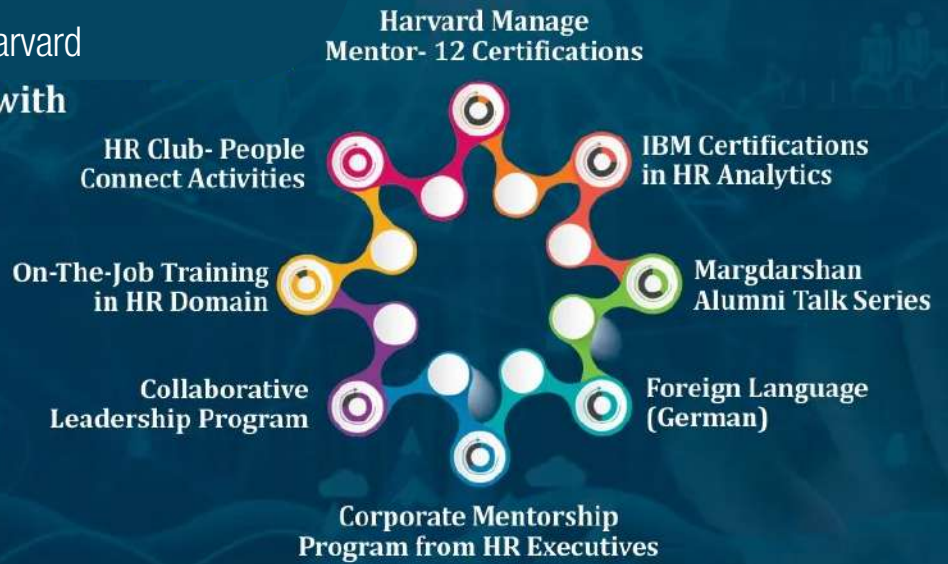 arvard
with
Harvard Manage
Mentor- 12 Certifications
HR Club- People
Connect Activities
IBM Certifications
in HR Analytics
On-The-Job Training
in HR Domain
Margdarshan
Alumni Talk Series
Collaborative
Leadership Program
Foreign Language
(German)
Corporate Mentorship
Program from HR Executives